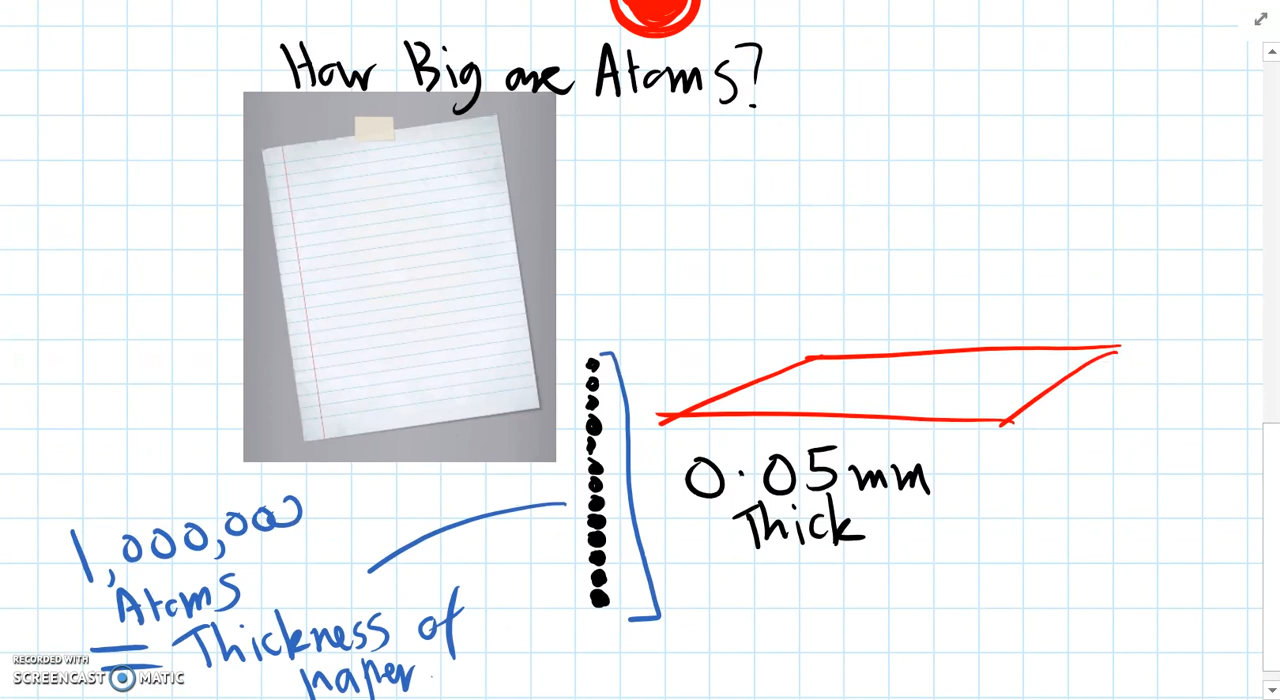 How Big are Atoms?
0.05mm
Thick
1,000,000
Atoms
= Thickness of
paper
RECORDED WITH
SCREENCAST MATIC